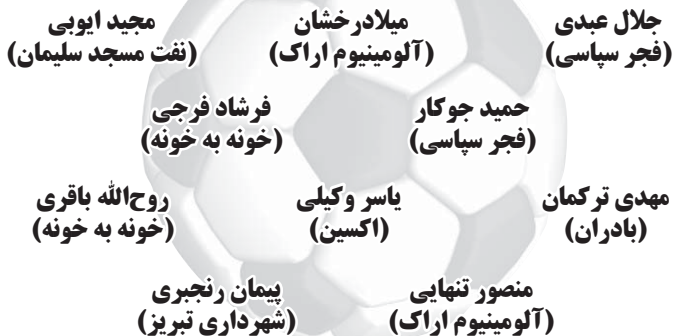 جلال عبدی میلادرخشان مجید ایوبی
(فجر سپاسی) (آلومینیوم اراک) (نفت مسجد سلیمان)
حمید جوکار فرشاد فرجی
(فجر سپاسی) (خونه به خونه)
مهدی ترکمان یاسر وکیلی روح‌الله باقری
(بادران) (اکسین) (خونه به خونه)
منصور تنهایی پیمان رنجبری
(آلومینیوم اراک) (شهرداری تبریز)